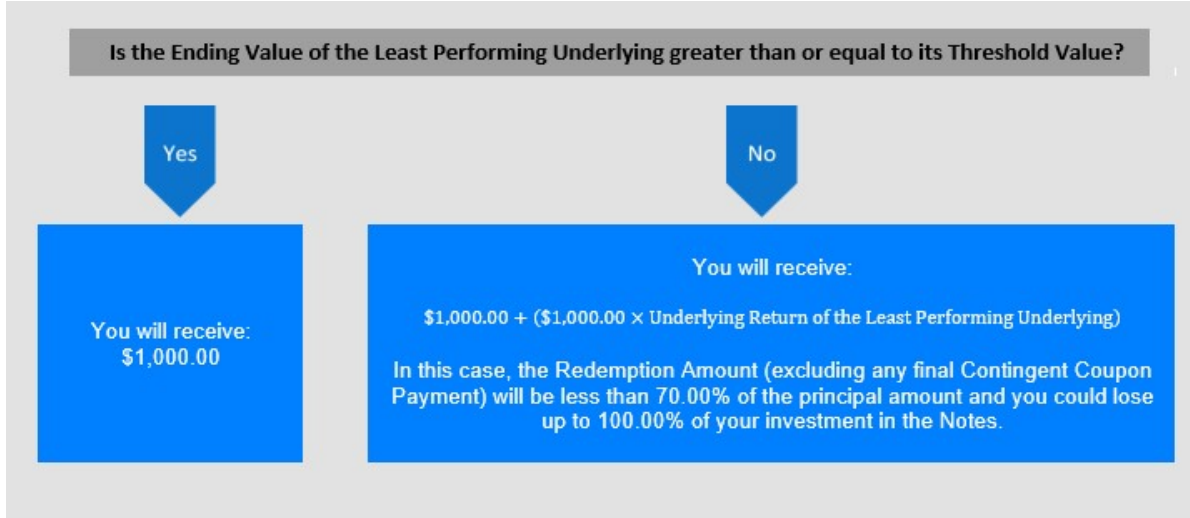 Is the Ending Value of the Least Performing Underlying greater than or equal to its Threshold Value?
Yes
No
You will receive:
$1,000.00
You will receive:
$1,000.00 + ($1,000.00 × Underlying Return of the Least Performing Underlying)
In this case, the Redemption Amount (excluding any final Contingent Coupon
Payment) will be less than 70.00% of the principal amount and you could lose
up to 100.00% of your investment in the Notes.